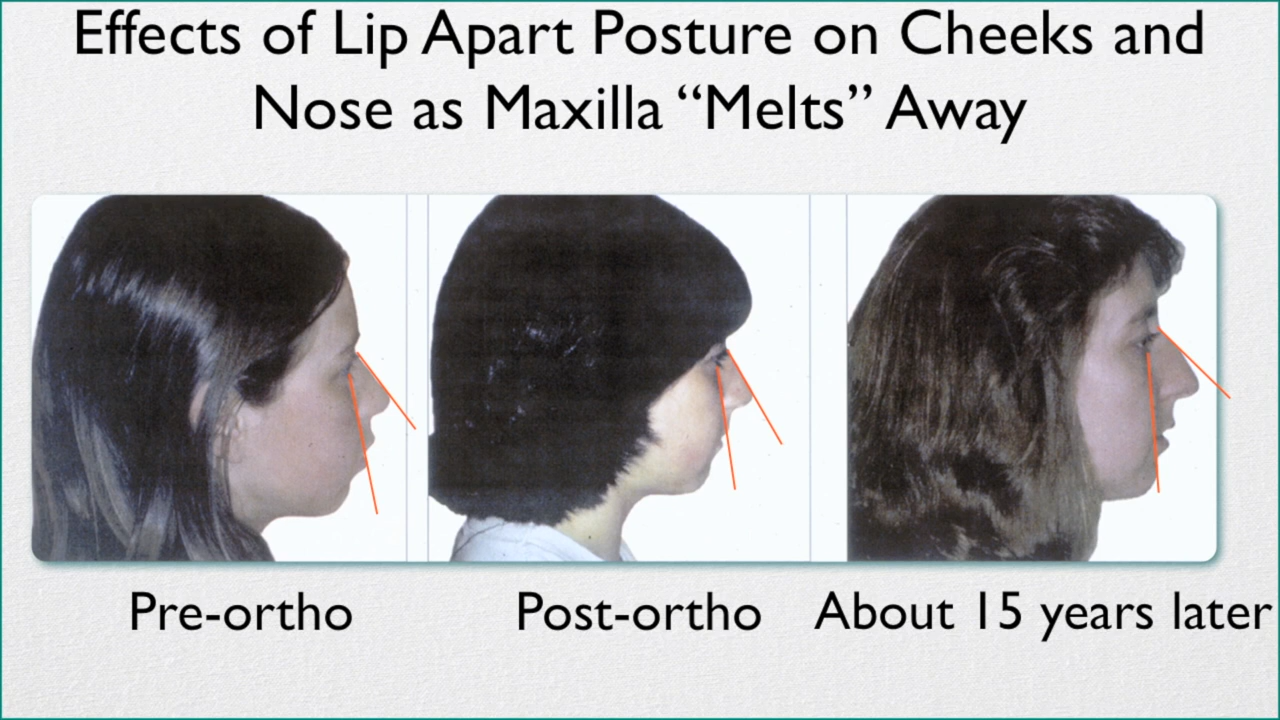 Effects of Lip Apart Posture on Cheeks and
Nose as Maxilla “Melts” Away
Pre-ortho
Post-ortho
About 15 years later